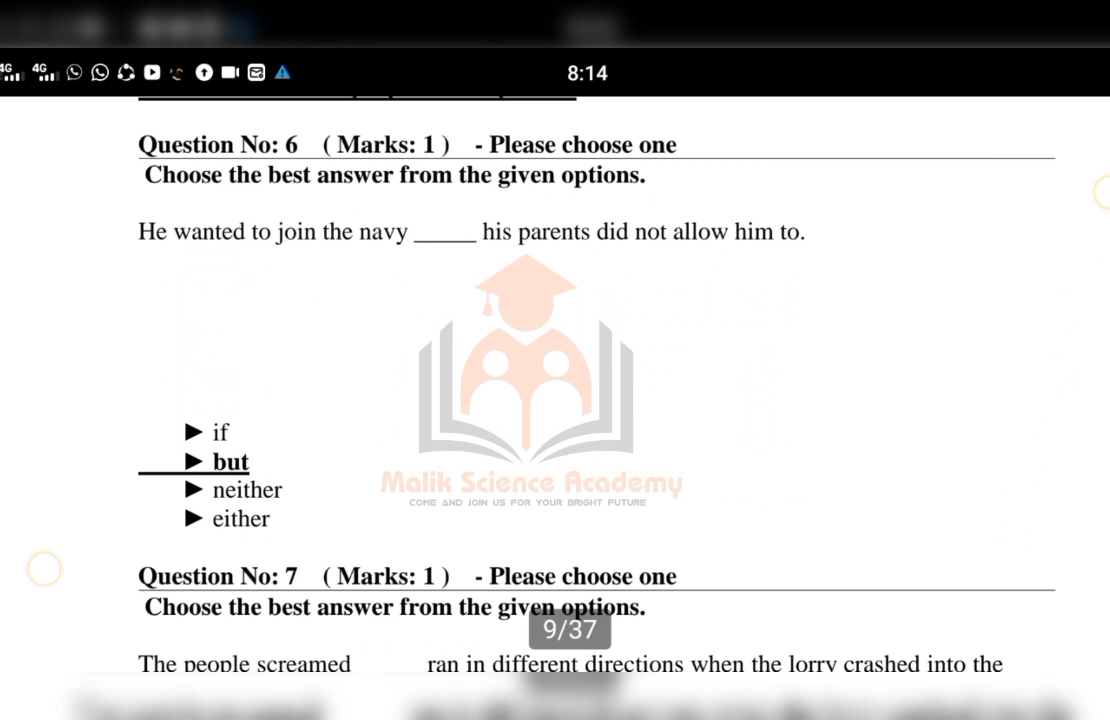 4G 4G 8:14
Question No: 6 ( Marks: 1 ) - Please choose one
Choose the best answer from the given options.
He wanted to join the navy _____ his parents did not allow him to.
► if
► but
► neither
► either
Malik Science Academy
COME AND JOIN US FOR YOUR BRIGHT FUTURE
Question No: 7 ( Marks: 1 ) - Please choose one
Choose the best answer from the given options.
9/37
The people screamed ran in different directions when the lorry crashed into the